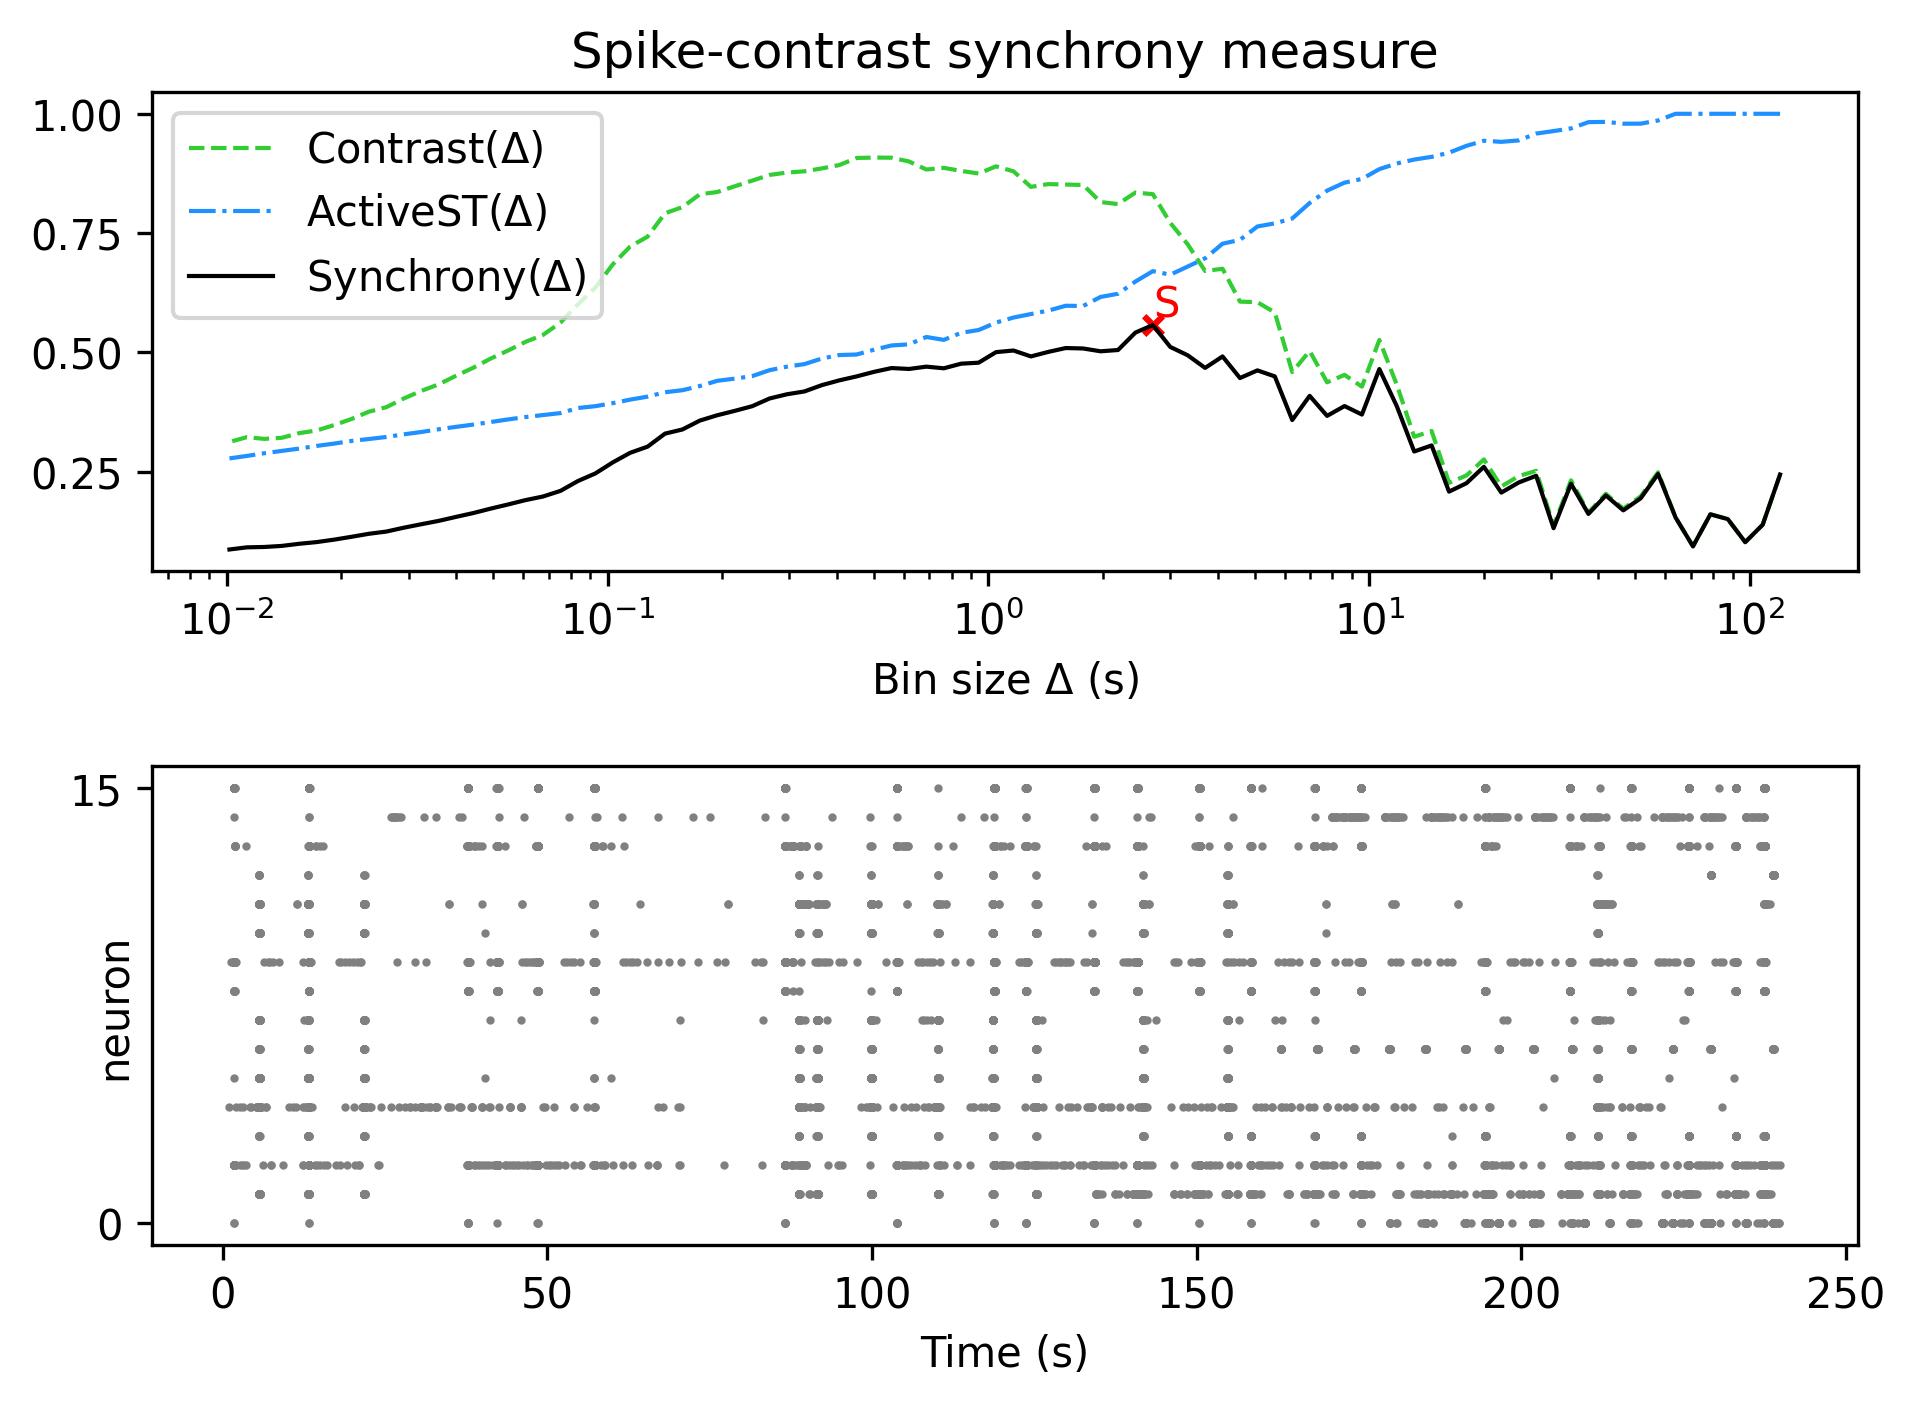 Spike-contrast synchrony measure
1.00
0.75
0.50
0.25
Contrast(Δ)
ActiveST(Δ)
Synchrony(Δ)
S
10⁻² 10⁻¹ 10⁰ 10¹ 10²
Bin size Δ (s)
15
0
neuron
0 50 100 150 200 250
Time (s)